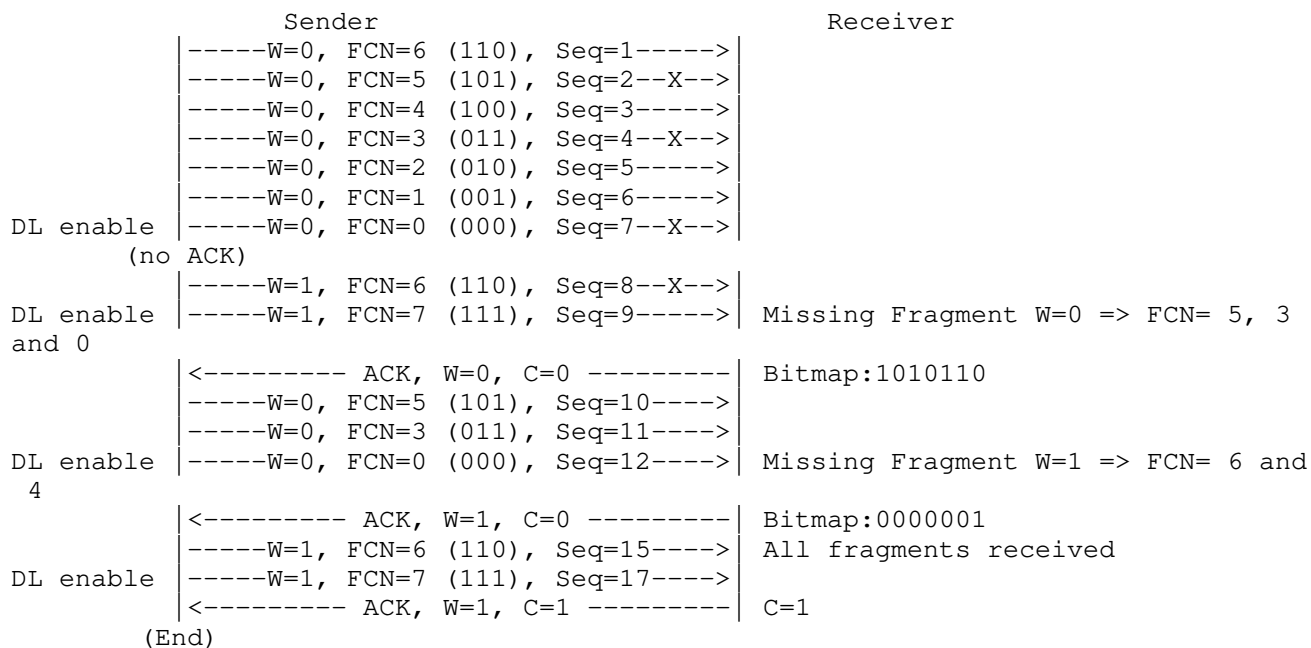 Sender                               Receiver
|-----W=0, FCN=6 (110), Seq=1----->|
|-----W=0, FCN=5 (101), Seq=2--X-->|
|-----W=0, FCN=4 (100), Seq=3----->|
|-----W=0, FCN=3 (011), Seq=4--X-->|
|-----W=0, FCN=2 (010), Seq=5----->|
|-----W=0, FCN=1 (001), Seq=6----->|
DL enable |-----W=0, FCN=0 (000), Seq=7--X-->|
(no ACK)
|-----W=1, FCN=6 (110), Seq=8--X-->|
DL enable |-----W=1, FCN=7 (111), Seq=9----->| Missing Fragment W=0 => FCN= 5, 3
and 0
|<--------- ACK, W=0, C=0 ---------| Bitmap:1010110
|-----W=0, FCN=5 (101), Seq=10---->|
|-----W=0, FCN=3 (011), Seq=11---->|
DL enable |-----W=0, FCN=0 (000), Seq=12---->| Missing Fragment W=1 => FCN= 6 and
4
|<--------- ACK, W=1, C=0 ---------| Bitmap:0000001
|-----W=1, FCN=6 (110), Seq=15---->| All fragments received
DL enable |-----W=1, FCN=7 (111), Seq=17---->|
|<--------- ACK, W=1, C=1 ---------| C=1
(End)